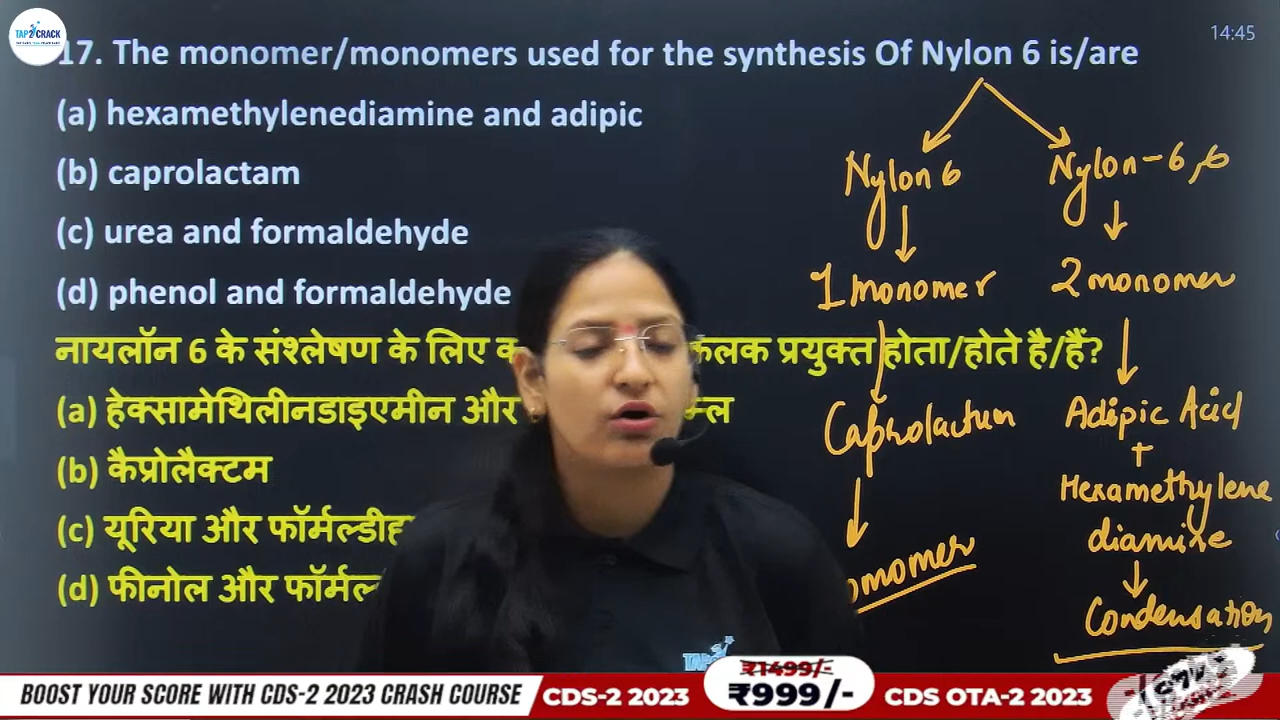 TAP2CRACK
14:45
17. The monomer/monomers used for the synthesis Of Nylon 6 is/are
(a) hexamethylenediamine and adipic
(b) caprolactam
(c) urea and formaldehyde
(d) phenol and formaldehyde
नायलॉन 6 के संश्लेषण के लिए
कलक प्रयुक्त होता/होते है/हैं?
(a) हेक्सामेथिलीनडाइएमीन और
(b) कैप्रोलैक्टम
(c) यूरिया और
(d) फीनोल और
Nylon 6
1 monomer
Caprolactum
omomer
Nylon-6,6
2 monomer
Adipic Acid
+
Hexamethylene
diamine
Condensation
BOOST YOUR SCORE WITH CDS-2 2023 CRASH COURSE
CDS-2 2023
₹1499/-
₹999/-
CDS OTA-2 2023